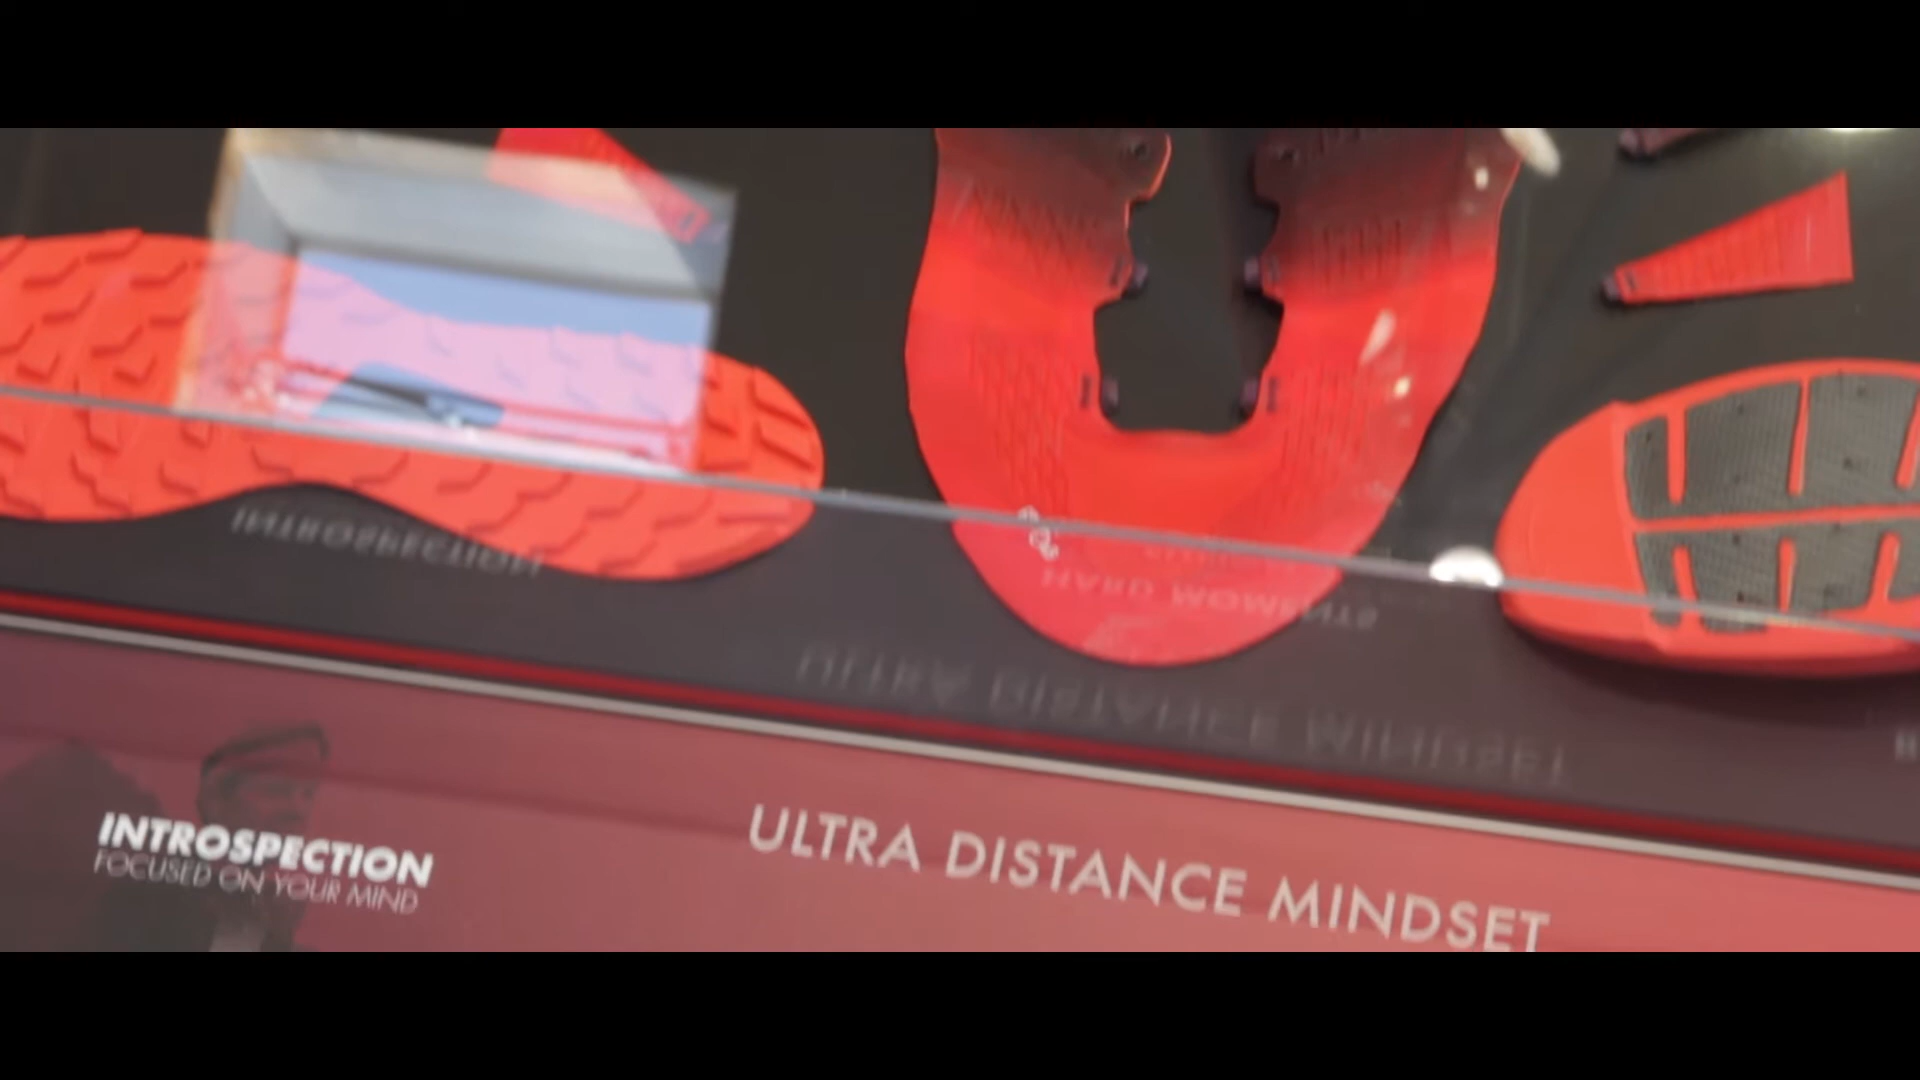 INTROSPECTION
FOCUSED ON YOUR MIND
ULTRA DISTANCE MINDSET